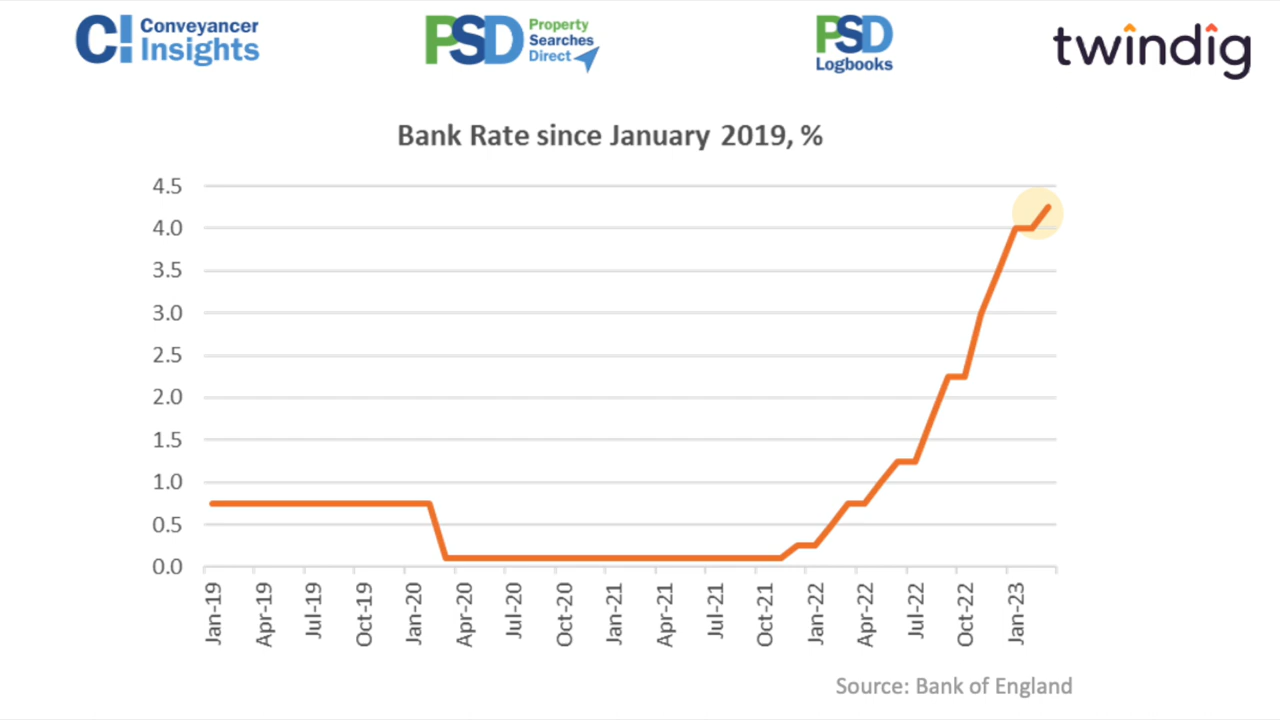 Conveyancer
CI Insights
PSD Property
Searches
Direct
PSD
Logbooks
twindig
Bank Rate since January 2019, %
4.5
4.0
3.5
3.0
2.5
2.0
1.5
1.0
0.5
0.0
Jan-19
Apr-19
Jul-19
Oct-19
Jan-20
Apr-20
Jul-20
Oct-20
Jan-21
Apr-21
Jul-21
Oct-21
Jan-22
Apr-22
Jul-22
Oct-22
Jan-23
Source: Bank of England